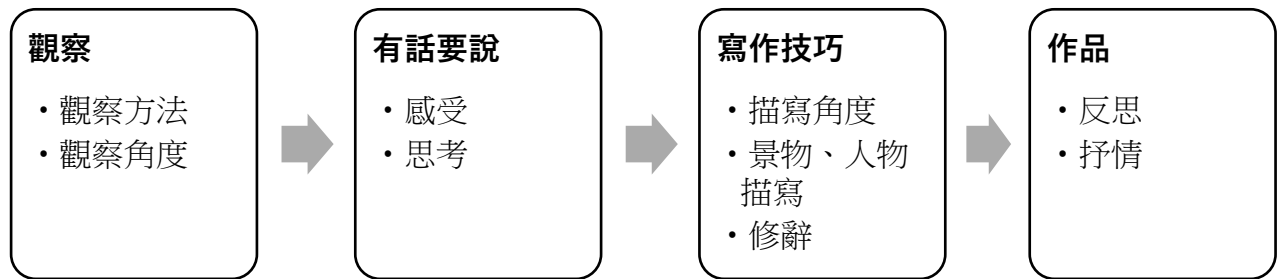 觀察
・觀察方法
・觀察角度
有話要說
・感受
・思考
寫作技巧
・描寫角度
・景物、人物
描寫
・修辭
作品
・反思
・抒情